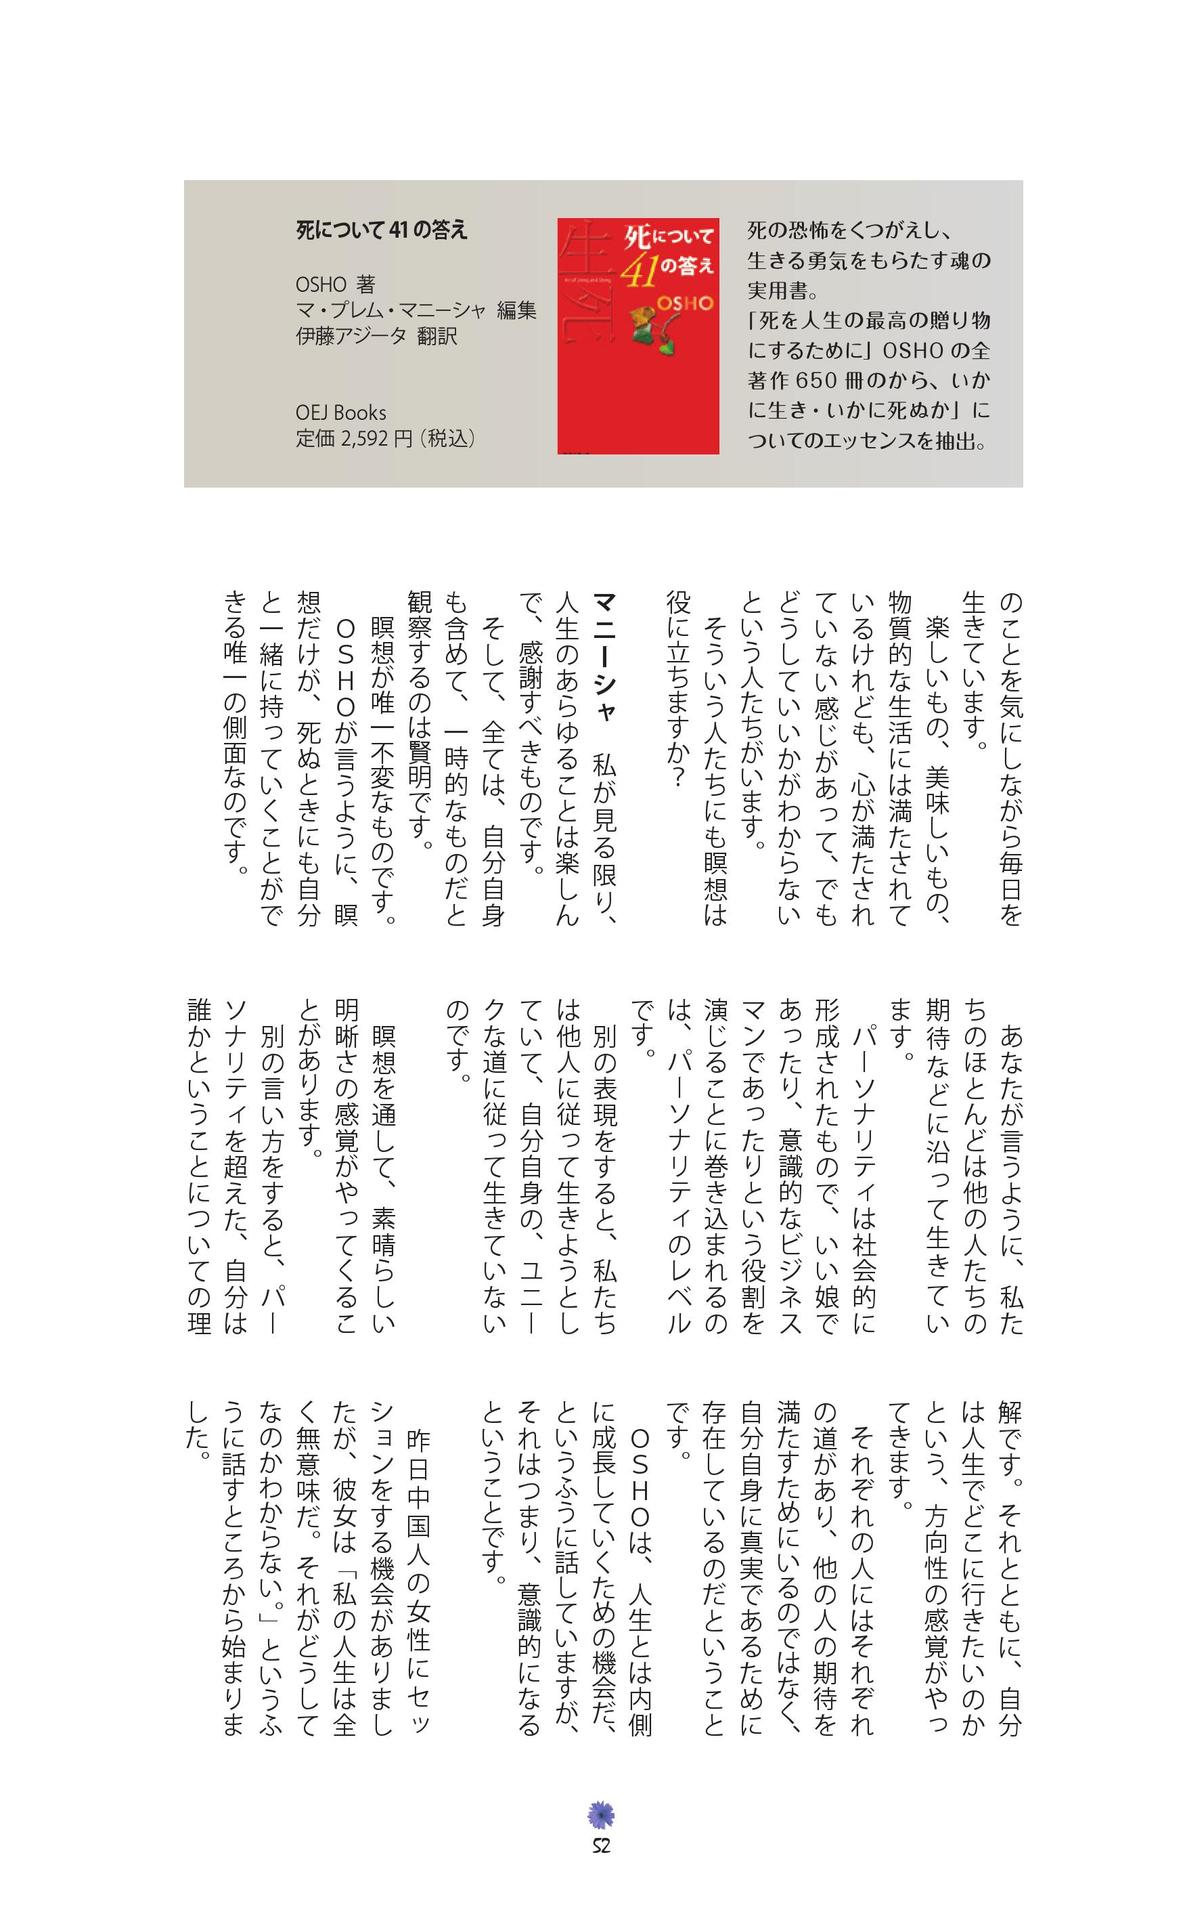 死について 41 の答え
OSHO 著
マ・プレム・マニーシャ 編集
伊藤アジータ 翻訳
OEJ Books
定価 2,592 円（税込）
生
死
死について
41の答え
OSHO
死の恐怖をくつがえし、
生きる勇気をもらたす魂の
実用書。
「死を人生の最高の贈り物
にするために」OSHO の全
著作 650 冊のから、いか
に生き・いかに死ぬか」に
ついてのエッセンスを抽出。
のことを気にしながら毎日を
生きています。
楽しいもの、美味しいもの、
物質的な生活には満たされて
いるけれども、心が満たされ
ていない感じがあって、でも
どうしていいかがわからない
という人たちがいます。
そういう人たちにも瞑想は
役に立ちますか？
マニーシャ　私が見る限り、
人生のあらゆることは楽しん
で、感謝すべきものです。
そして、全ては、自分自身
も含めて、一時的なものだと
観察するのは賢明です。
瞑想が唯一不変なものです。
ＯＳＨＯが言うように、瞑
想だけが、死ぬときにも自分
と一緒に持っていくことがで
きる唯一の側面なのです。
あなたが言うように、私た
ちのほとんどは他の人たちの
期待などに沿って生きてい
ます。
パーソナリティは社会的に
形成されたもので、いい娘で
あったり、意識的なビジネス
マンであったりという役割を
演じることに巻き込まれるの
は、パーソナリティのレベル
です。
別の表現をすると、私たち
は他人に従って生きようとし
ていて、自分自身の、ユニー
クな道に従って生きていない
のです。
瞑想を通して、素晴らしい
明晰さの感覚がやってくるこ
とがあります。
別の言い方をすると、パー
ソナリティを超えた、自分は
誰かということについての理
解です。それとともに、自分
は人生でどこに行きたいのか
という、方向性の感覚がやっ
てきます。
それぞれの人にはそれぞれ
の道があり、他の人の期待を
満たすためにいるのではなく、
自分自身に真実であるために
存在しているのだということ
です。
ＯＳＨＯは、人生とは内側
に成長していくための機会だ、
というふうに話していますが、
それはつまり、意識的になる
ということです。
昨日中国人の女性にセッ
ションをする機会がありまし
たが、彼女は「私の人生は全
く無意味だ。それがどうして
なのかわからない。」というふ
うに話すところから始まりま
した。
52